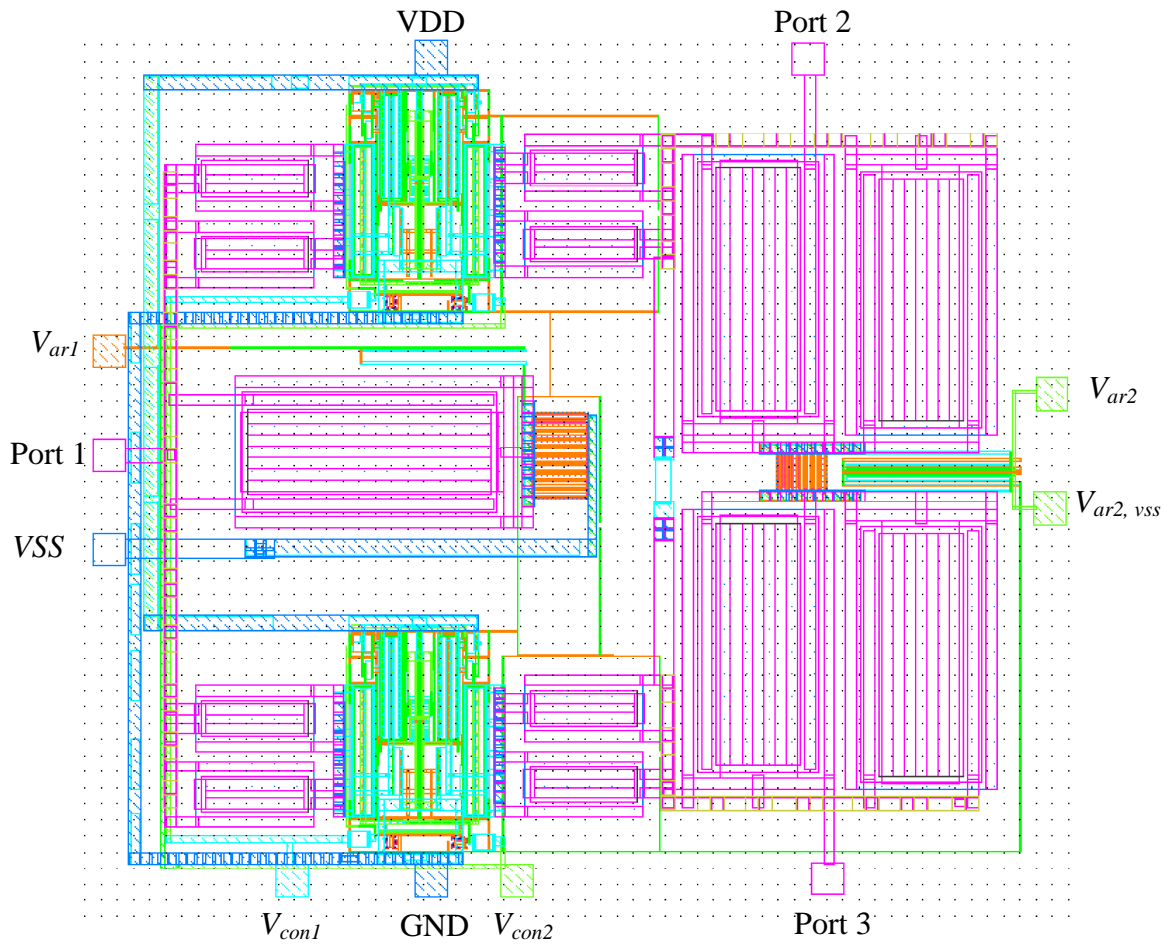 VDD
Port 2
Var1
Var2
Port 1
Var2, vss
VSS
Vcon1
GND
Vcon2
Port 3